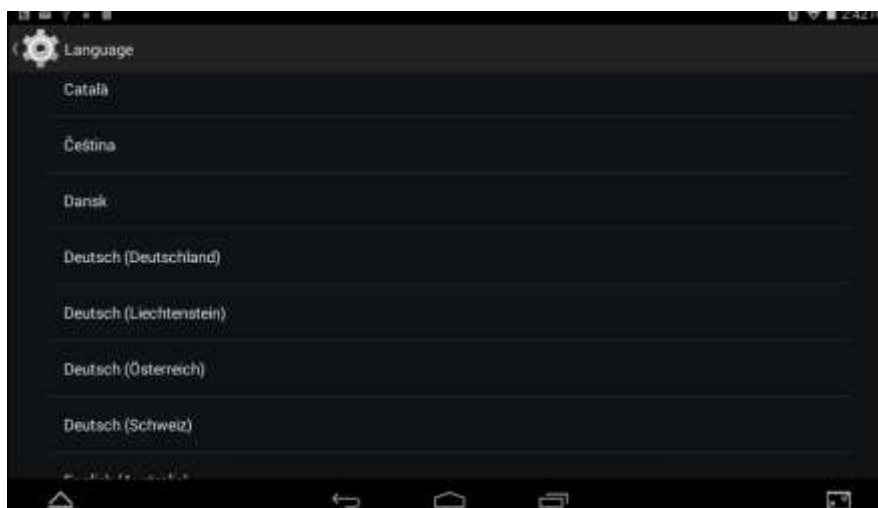 Language
Català
Čeština
Dansk
Deutsch (Deutschland)
Deutsch (Liechtenstein)
Deutsch (Österreich)
Deutsch (Schweiz)